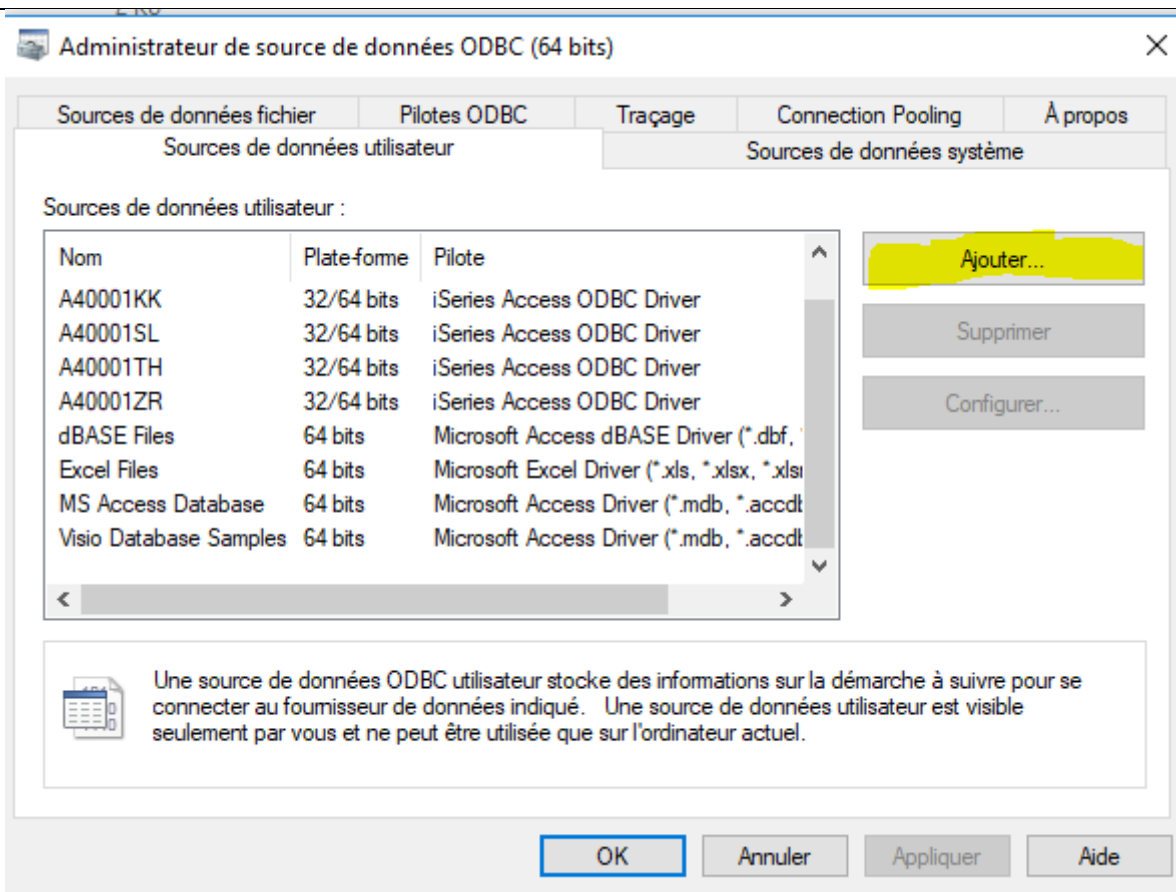 Administrateur de source de données ODBC (64 bits)
Sources de données fichier Pilotes ODBC Traçage Connection Pooling À propos
Sources de données utilisateur Sources de données système
Sources de données utilisateur :
Nom Plate-forme Pilote
A40001KK 32/64 bits iSeries Access ODBC Driver
A40001SL 32/64 bits iSeries Access ODBC Driver
A40001TH 32/64 bits iSeries Access ODBC Driver
A40001ZR 32/64 bits iSeries Access ODBC Driver
dBASE Files 64 bits Microsoft Access dBASE Driver (*.dbf,
Excel Files 64 bits Microsoft Excel Driver (*.xls, *.xlsx, *.xls
MS Access Database 64 bits Microsoft Access Driver (*.mdb, *.accd
Visio Database Samples 64 bits Microsoft Access Driver (*.mdb, *.accd
Ajouter...
Supprimer
Configurer...
Une source de données ODBC utilisateur stocke des informations sur la démarche à suivre pour se
connecter au fournisseur de données indiqué. Une source de données utilisateur est visible
seulement par vous et ne peut être utilisée que sur l'ordinateur actuel.
OK Annuler Appliquer Aide